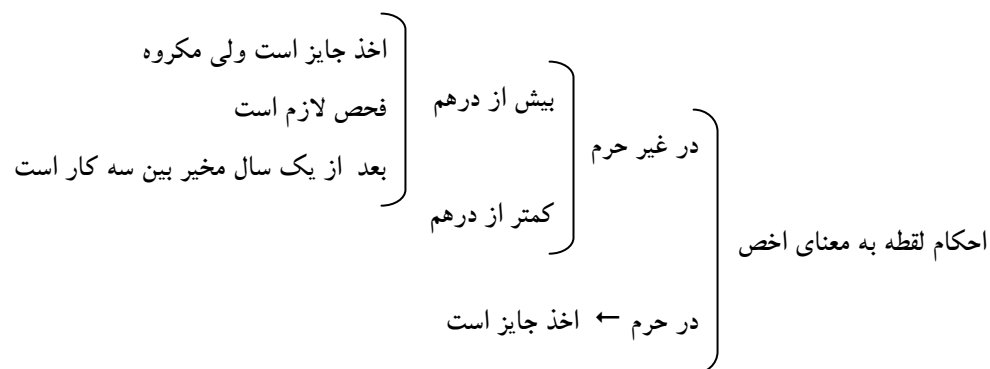 احکام لقطه به معنای اخص
در غیر حرم
بیش از درهم
اخذ جایز است ولی مکروه
فحص لازم است
بعد از یک سال مخیر بین سه کار است
کمتر از درهم
در حرم ← اخذ جایز است